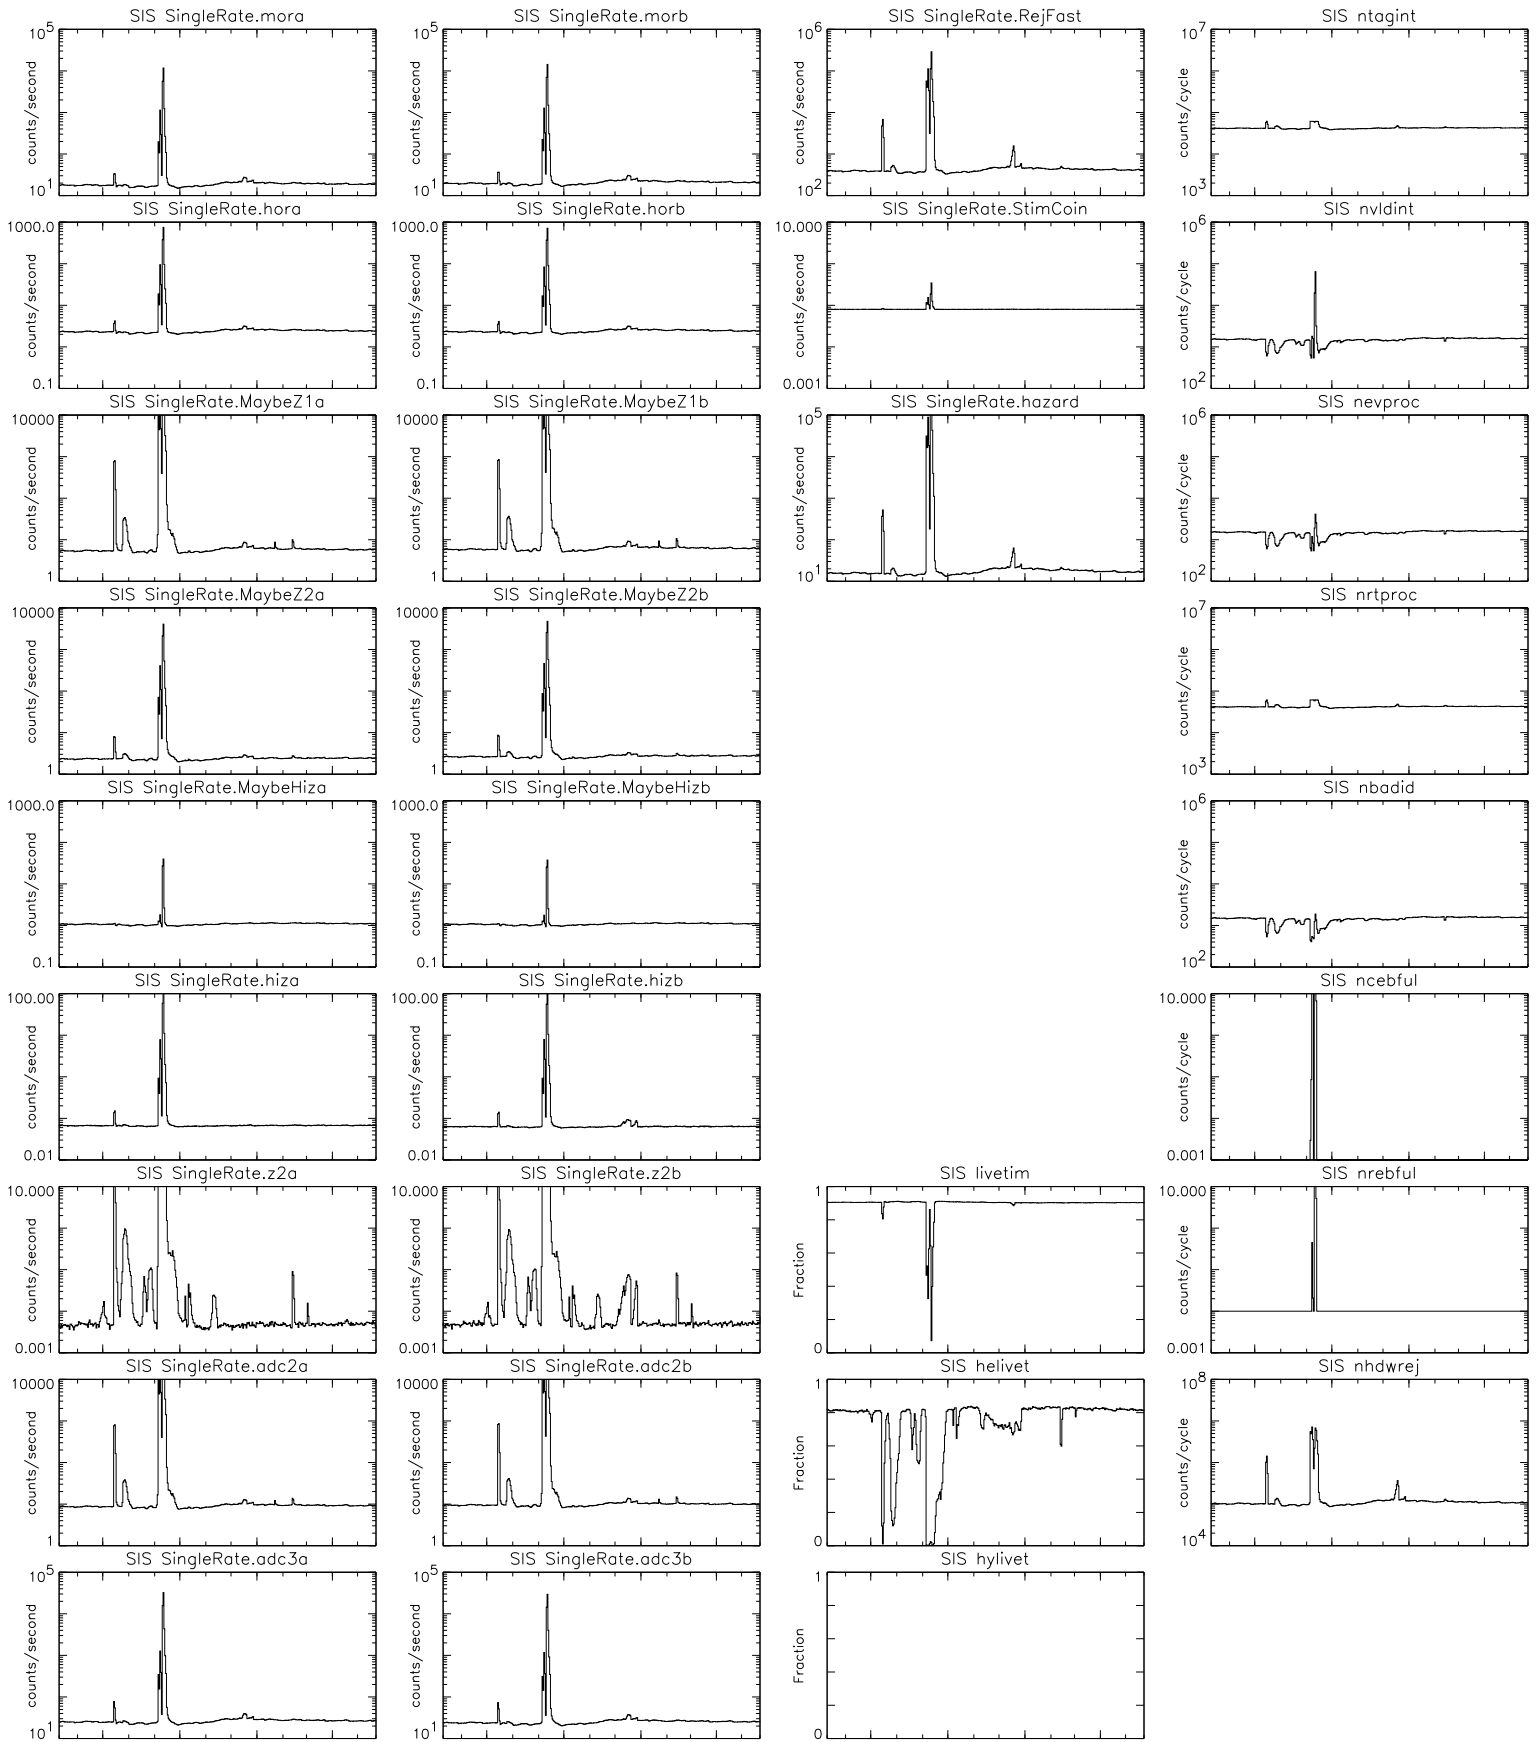 SIS SingleRate.mora
10^5
counts/second
10^1
SIS SingleRate.morb
10^5
counts/second
10^1
SIS SingleRate.RejFast
10^6
counts/second
10^2
SIS ntagint
10^7
counts/cycle
10^3
SIS SingleRate.hora
1000.0
counts/second
0.1
SIS SingleRate.horb
1000.0
counts/second
0.1
SIS SingleRate.StimCoin
10.000
counts/second
0.001
SIS nvldint
10^6
counts/cycle
10^2
SIS SingleRate.MaybeZ1a
10000
counts/second
1
SIS SingleRate.MaybeZ1b
10000
counts/second
1
SIS SingleRate.hazard
10^5
counts/second
10^1
SIS nevproc
10^6
counts/cycle
10^2
SIS SingleRate.MaybeZ2a
10000
counts/second
1
SIS SingleRate.MaybeZ2b
10000
counts/second
1
SIS nrtproc
10^7
counts/cycle
10^3
SIS SingleRate.MaybeHiza
1000.0
counts/second
0.1
SIS SingleRate.MaybeHizb
1000.0
counts/second
0.1
SIS nbadid
10^6
counts/cycle
10^2
SIS SingleRate.hiza
100.00
counts/second
0.01
SIS SingleRate.hizb
100.00
counts/second
0.01
SIS ncebful
10.000
counts/cycle
0.001
SIS SingleRate.z2a
10.000
counts/second
0.001
SIS SingleRate.z2b
10.000
counts/second
0.001
SIS livetim
1
Fraction
0
SIS nrebful
10.000
counts/cycle
0.001
SIS SingleRate.adc2a
10000
counts/second
1
SIS SingleRate.adc2b
10000
counts/second
1
SIS helivet
1
Fraction
0
SIS nhdwrej
10^8
counts/cycle
10^4
SIS SingleRate.adc3a
10^5
counts/second
10^1
SIS SingleRate.adc3b
10^5
counts/second
10^1
SIS hylivet
1
Fraction
0